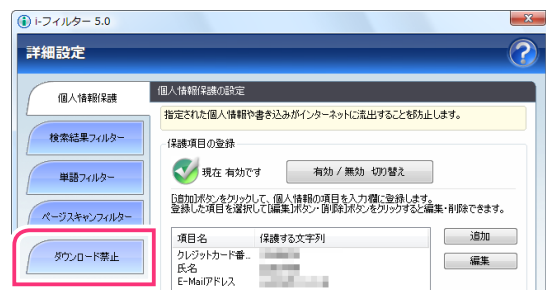 i-フィルター 5.0
詳細設定
?
個人情報保護
検索結果フィルター
単語フィルター
ページスキャンフィルター
ダウンロード禁止
個人情報保護の設定
指定された個人情報や書き込みがインターネットに流出することを防止します。
保護項目の登録
現在 有効です
有効 / 無効 切り替え
[追加]ボタンをクリックして、個人情報の項目を入力欄に登録します。
登録した項目を選択して[編集]ボタン・[削除]ボタンをクリックすると編集・削除できます。
項目名 保護する文字列
クレジットカード番...
氏名
E-Mailアドレス
追加
編集